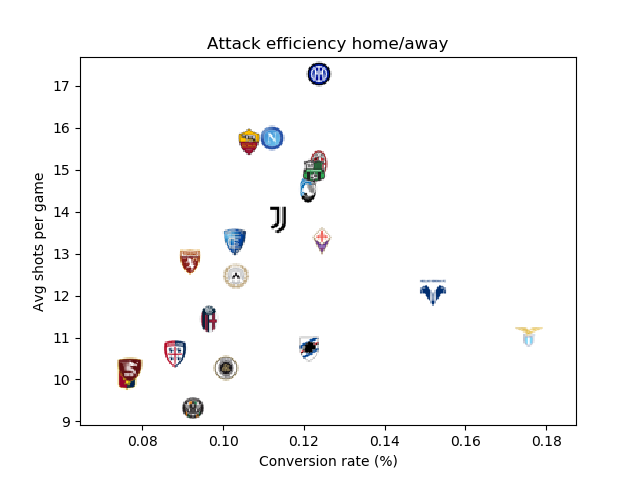 Attack efficiency home/away
17
16
15
14
13
12
11
10
9
Avg shots per game
0.08 0.10 0.12 0.14 0.16 0.18
Conversion rate (%)